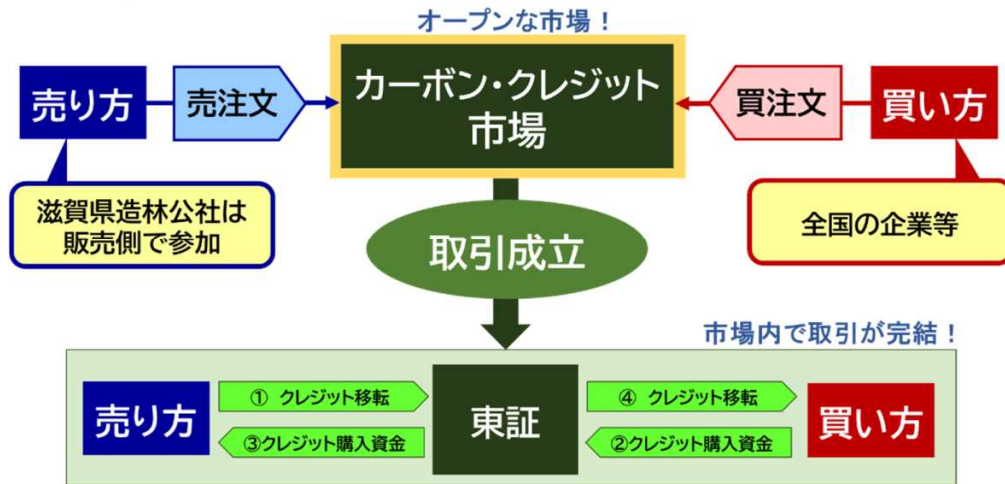 オープンな市場！
売り方
売注文
カーボン・クレジット
市場
買注文
買い方
滋賀県造林公社は
販売側で参加
全国の企業等
取引成立
市場内で取引が完結！
売り方
① クレジット移転
③クレジット購入資金
東証
④ クレジット移転
②クレジット購入資金
買い方